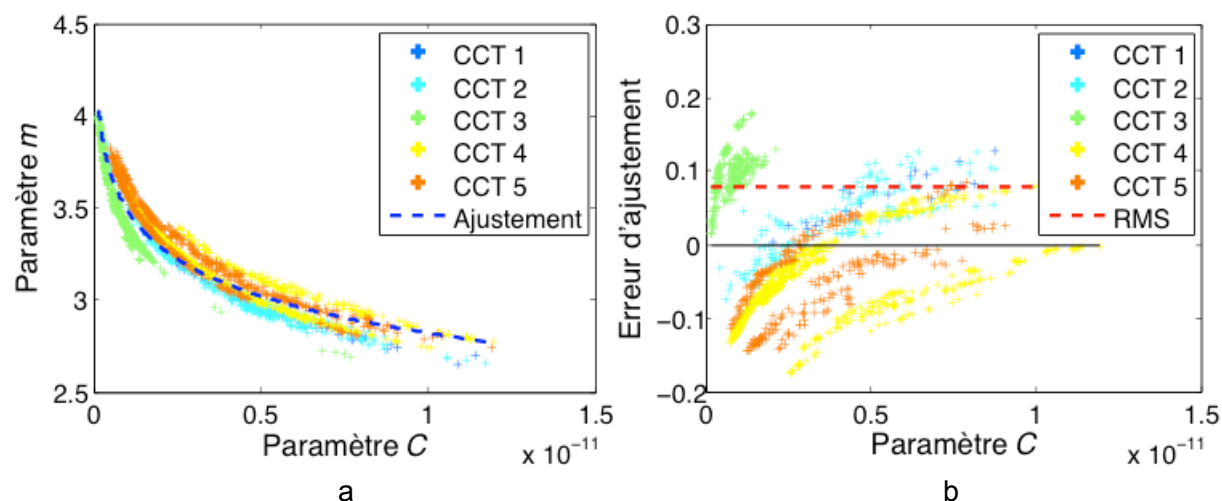 4.5
4
3.5
3
2.5
0
0.5
1
1.5
x 10⁻¹¹
Paramètre m
Paramètre C
CCT 1
CCT 2
CCT 3
CCT 4
CCT 5
Ajustement
a
0.3
0.2
0.1
0
−0.1
−0.2
0
0.5
1
1.5
x 10⁻¹¹
Erreur d'ajustement
Paramètre C
CCT 1
CCT 2
CCT 3
CCT 4
CCT 5
RMS
b